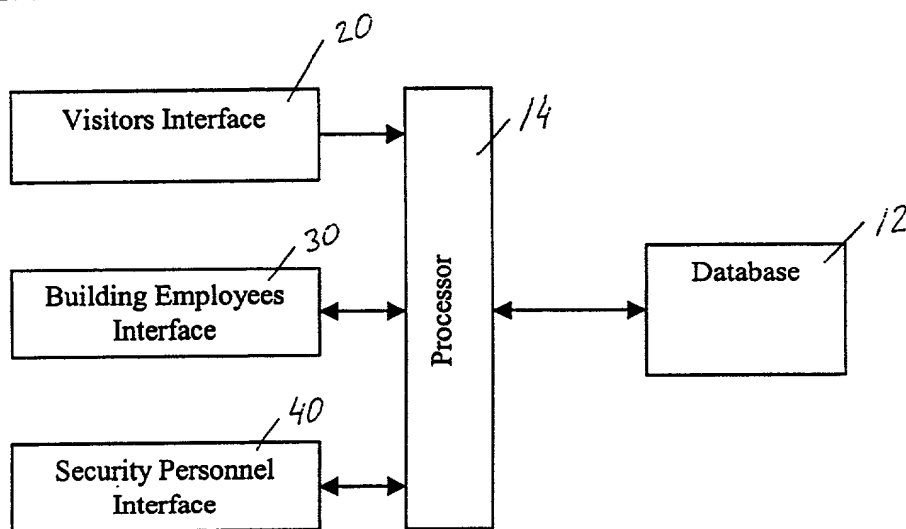 20
Visitors Interface
14
30
Building Employees
Interface
Processor
12
Database
40
Security Personnel
Interface